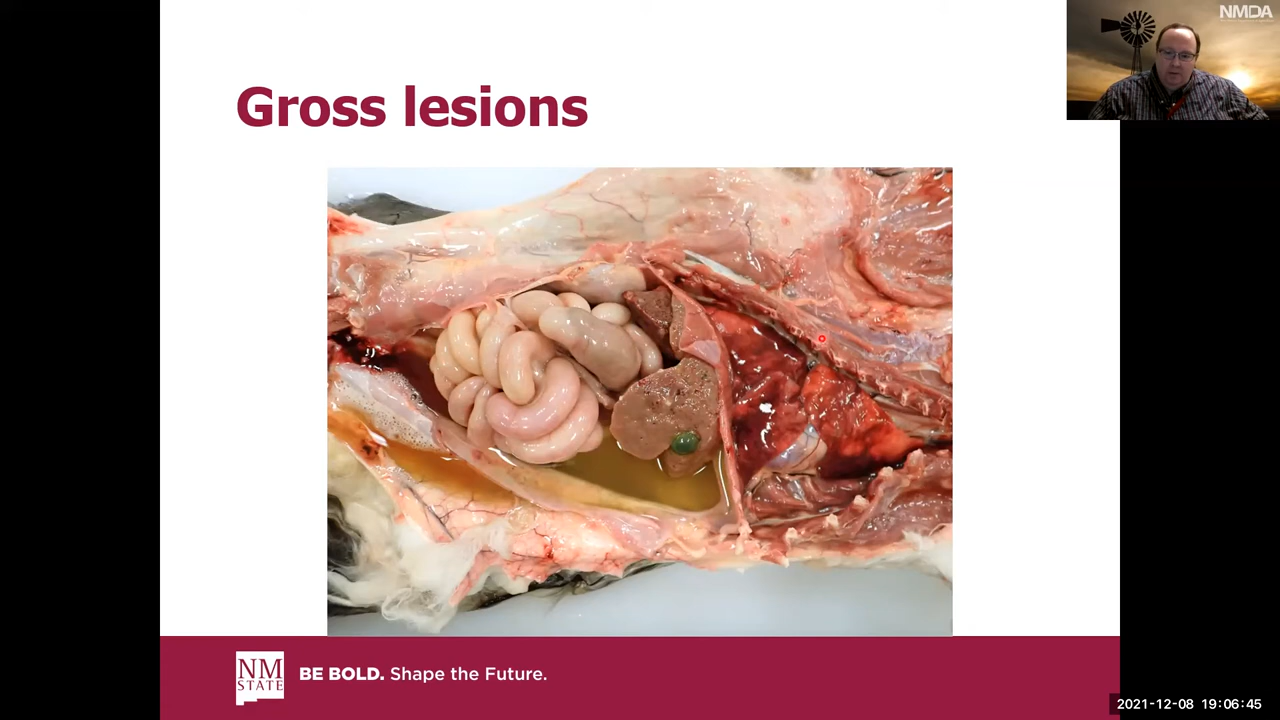 NMDA
Gross lesions
NM
STATE
BE BOLD. Shape the Future.
2021-12-08 19:06:45